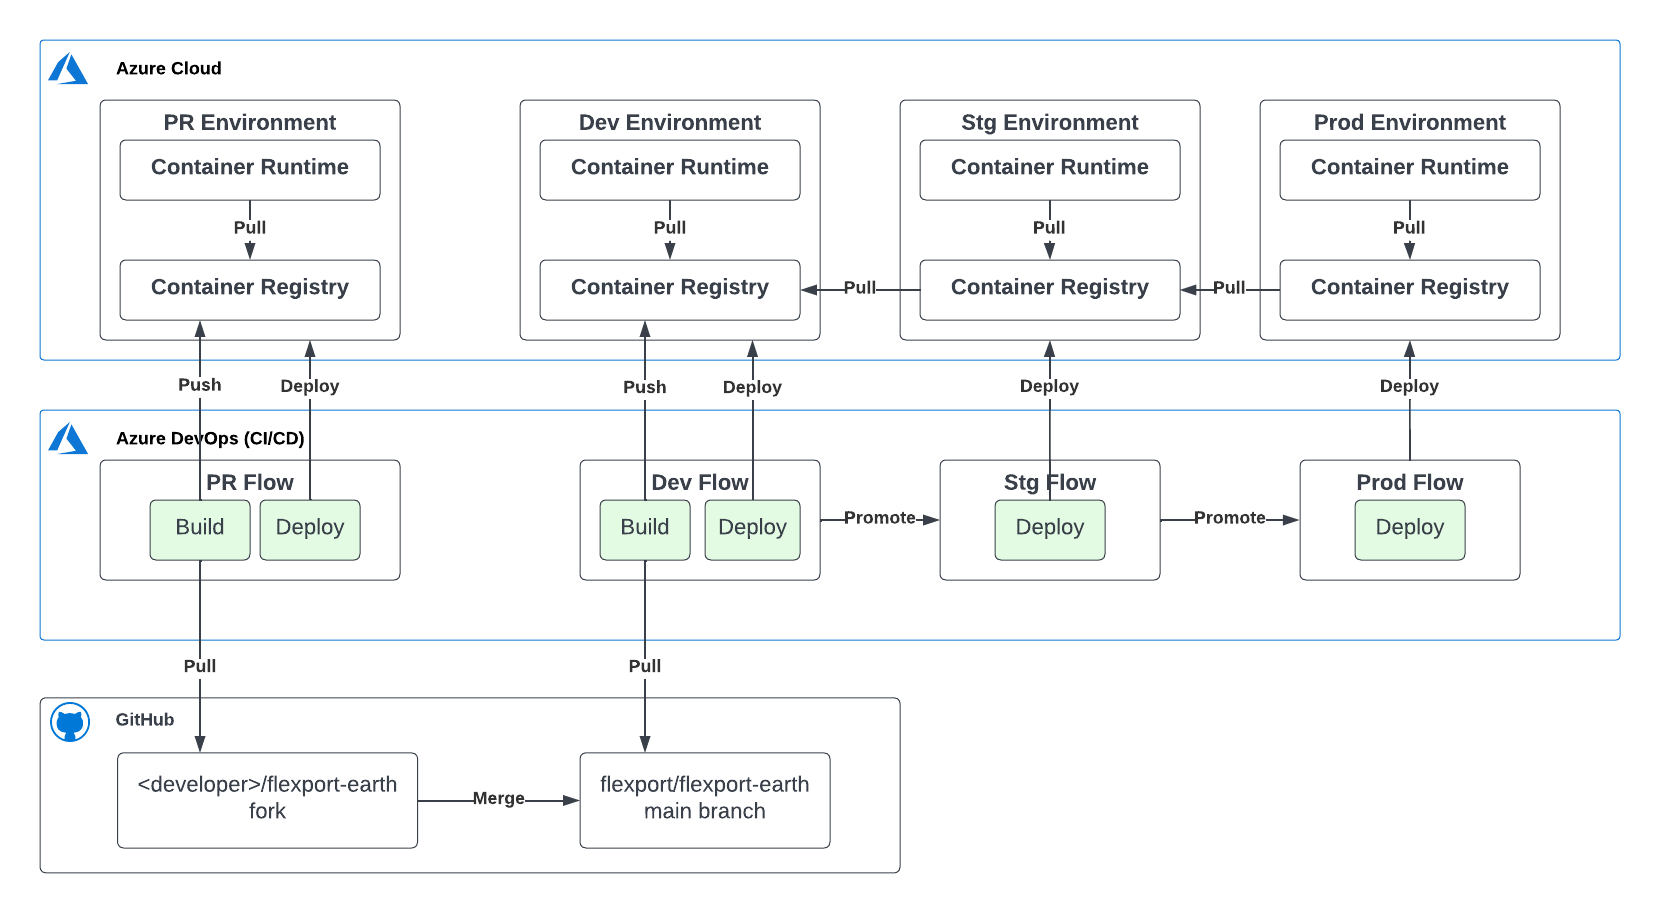 Azure Cloud
PR Environment
Dev Environment
Stg Environment
Prod Environment
Container Runtime
Container Runtime
Container Runtime
Container Runtime
Pull
Pull
Pull
Pull
Container Registry
Container Registry
Pull
Container Registry
Pull
Container Registry
Push
Deploy
Push
Deploy
Deploy
Deploy
Azure DevOps (CI/CD)
PR Flow
Dev Flow
Stg Flow
Prod Flow
Build
Deploy
Build
Deploy
Promote
Deploy
Promote
Deploy
Pull
Pull
GitHub
<developer>/flexport-earth
fork
Merge
flexport/flexport-earth
main branch